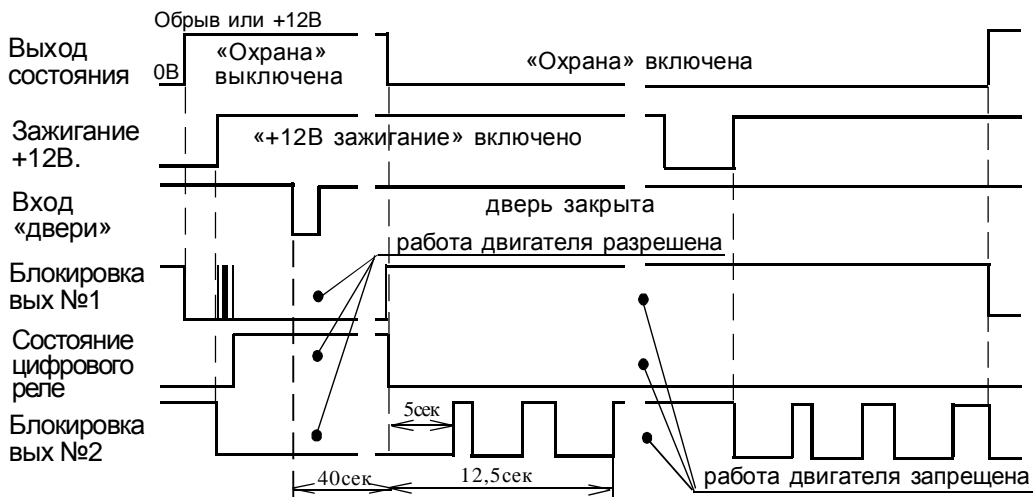 Обрыв или +12В
Выход
состояния
0В
«Охрана»
выключена
«Охрана» включена
Зажигание
+12В.
«+12В зажигание» включено
Вход
«двери»
дверь закрыта
работа двигателя разрешена
Блокировка
вых №1
Состояние
цифрового
реле
Блокировка
вых №2
5сек
40сек
12,5сек
работа двигателя запрещена